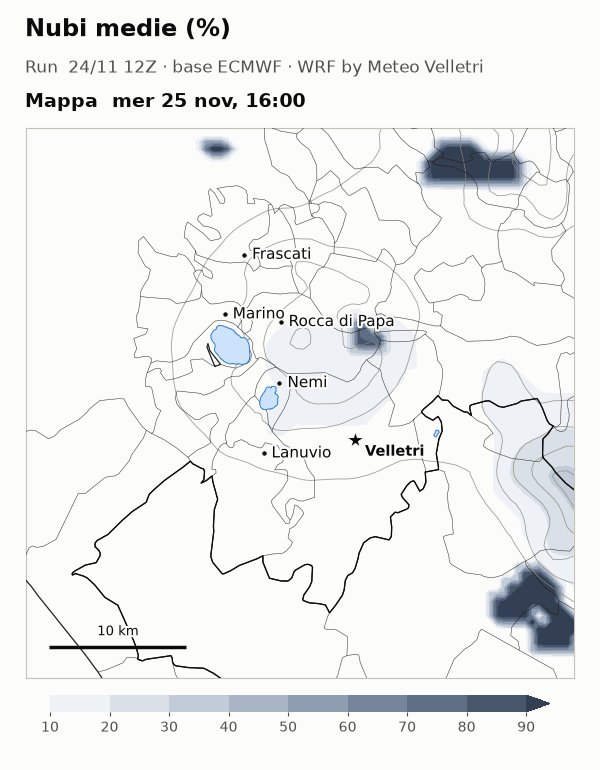 Nubi medie (%)
Run 24/11 12Z · base ECMWF · WRF by Meteo Velletri
Mappa mer 25 nov, 16:00
Frascati
Marino
Rocca di Papa
Nemi
Velletri
Lanuvio
10 km
10 20 30 40 50 60 70 80 90